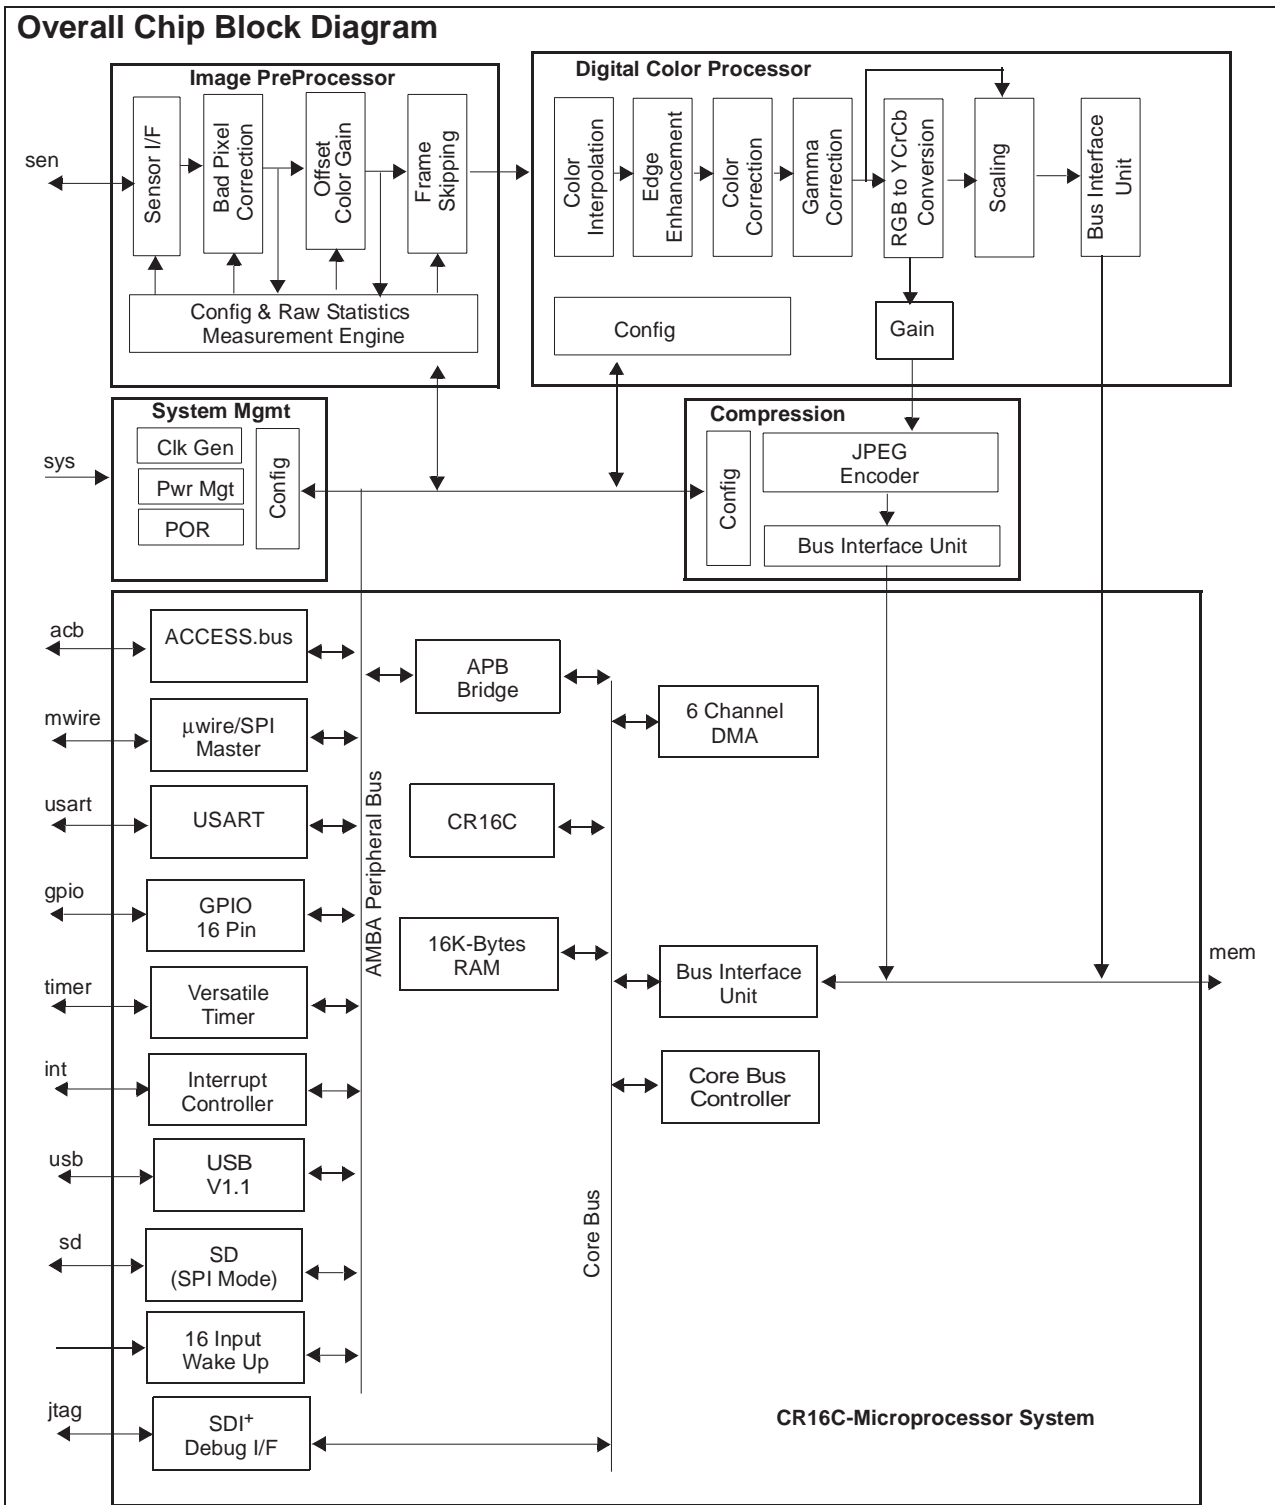 Overall Chip Block Diagram
Image PreProcessor
Digital Color Processor
sen
Sensor I/F
Bad Pixel
Correction
Offset
Color Gain
Frame
Skipping
Color
Interpolation
Edge
Enhancement
Color
Correction
Gamma
Correction
RGB to YCrCb
Conversion
Scaling
Bus Interface
Unit
Config & Raw Statistics
Measurement Engine
Config
Gain
System Mgmt
Compression
sys
Clk Gen
Pwr Mgt
POR
Config
Config
JPEG
Encoder
Bus Interface Unit
acb
ACCESS.bus
APB
Bridge
6 Channel
DMA
mwire
µwire/SPI
Master
AMBA Peripheral Bus
usart
USART
CR16C
gpio
GPIO
16 Pin
16K-Bytes
RAM
Bus Interface
Unit
mem
timer
Versatile
Timer
int
Interrupt
Controller
Core Bus
Controller
usb
USB
V1.1
Core Bus
sd
SD
(SPI Mode)
16 Input
Wake Up
jtag
SDI+
Debug I/F
CR16C-Microprocessor System